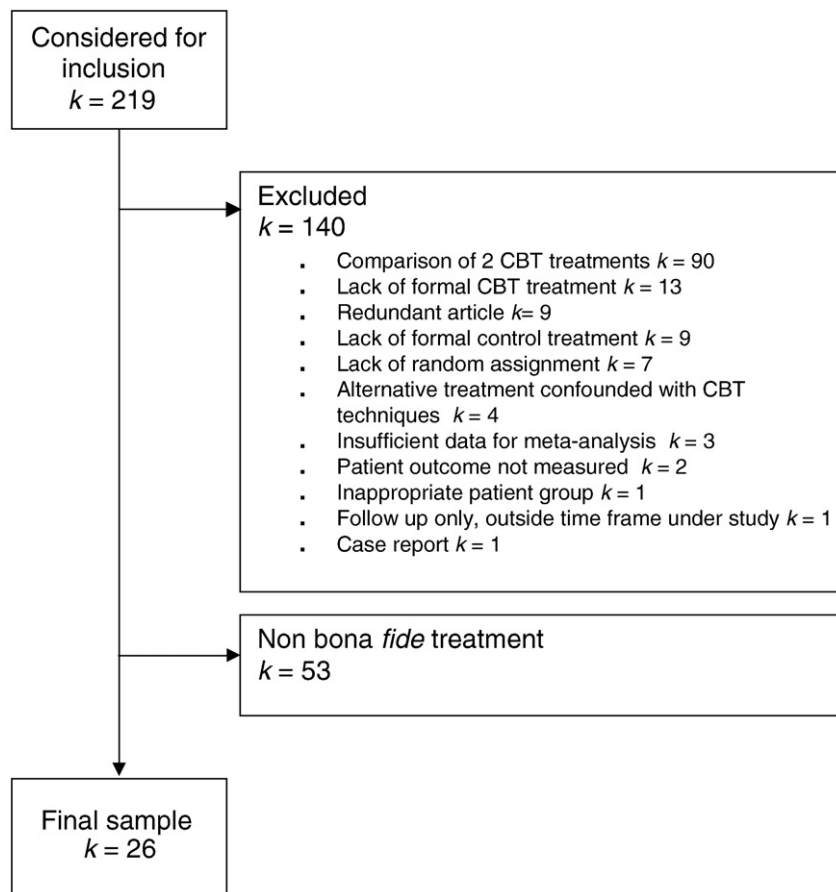 Considered for
inclusion
k = 219
Excluded
k = 140
. Comparison of 2 CBT treatments k = 90
. Lack of formal CBT treatment k = 13
. Redundant article k= 9
. Lack of formal control treatment k = 9
. Lack of random assignment k = 7
. Alternative treatment confounded with CBT
techniques k = 4
. Insufficient data for meta-analysis k = 3
. Patient outcome not measured k = 2
. Inappropriate patient group k = 1
. Follow up only, outside time frame under study k = 1
. Case report k = 1
Non bona fide treatment
k = 53
Final sample
k = 26